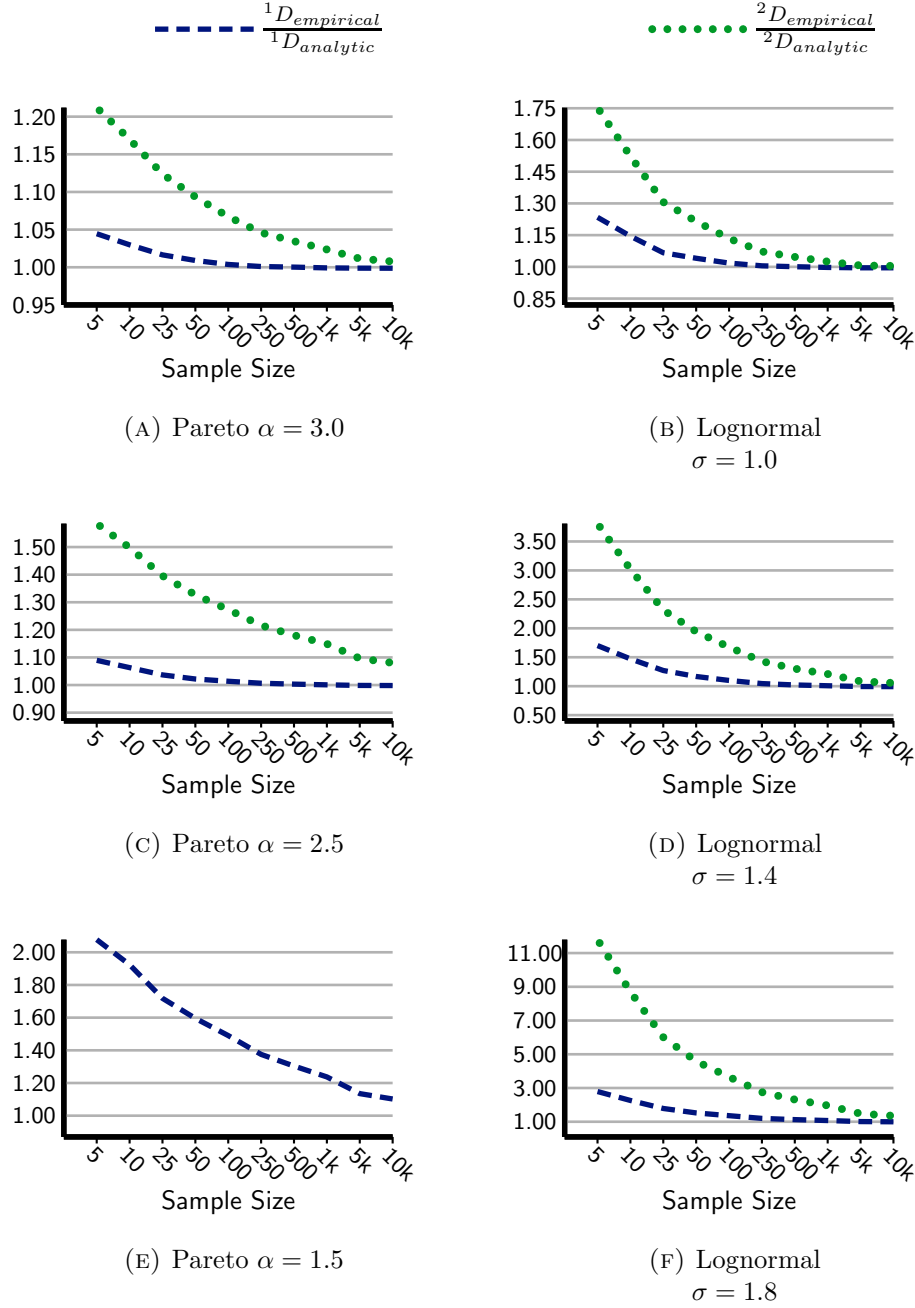 ¹D_empirical / ¹D_analytic
²D_empirical / ²D_analytic
1.20
1.15
1.10
1.05
1.00
0.95
5 10 25 50 100 250 500 1k 5k 10k
Sample Size
(A) Pareto α = 3.0
1.75
1.60
1.45
1.30
1.15
1.00
0.85
5 10 25 50 100 250 500 1k 5k 10k
Sample Size
(B) Lognormal
σ = 1.0
1.50
1.40
1.30
1.20
1.10
1.00
0.90
5 10 25 50 100 250 500 1k 5k 10k
Sample Size
(C) Pareto α = 2.5
3.50
3.00
2.50
2.00
1.50
1.00
0.50
5 10 25 50 100 250 500 1k 5k 10k
Sample Size
(D) Lognormal
σ = 1.4
2.00
1.80
1.60
1.40
1.20
1.00
5 10 25 50 100 250 500 1k 5k 10k
Sample Size
(E) Pareto α = 1.5
11.00
9.00
7.00
5.00
3.00
1.00
5 10 25 50 100 250 500 1k 5k 10k
Sample Size
(F) Lognormal
σ = 1.8